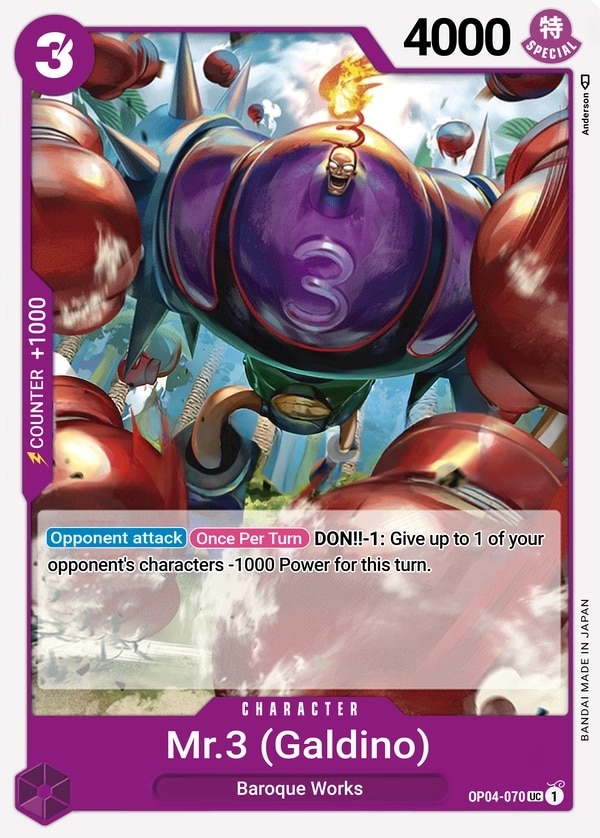 3
4000
特
SPECIAL
Anderson
3
COUNTER +1000
Opponent attack Once Per Turn DON!!-1: Give up to 1 of your
opponent's characters -1000 Power for this turn.
BANDAI MADE IN JAPAN
CHARACTER
Mr.3 (Galdino)
Baroque Works
OP04-070 UC 1